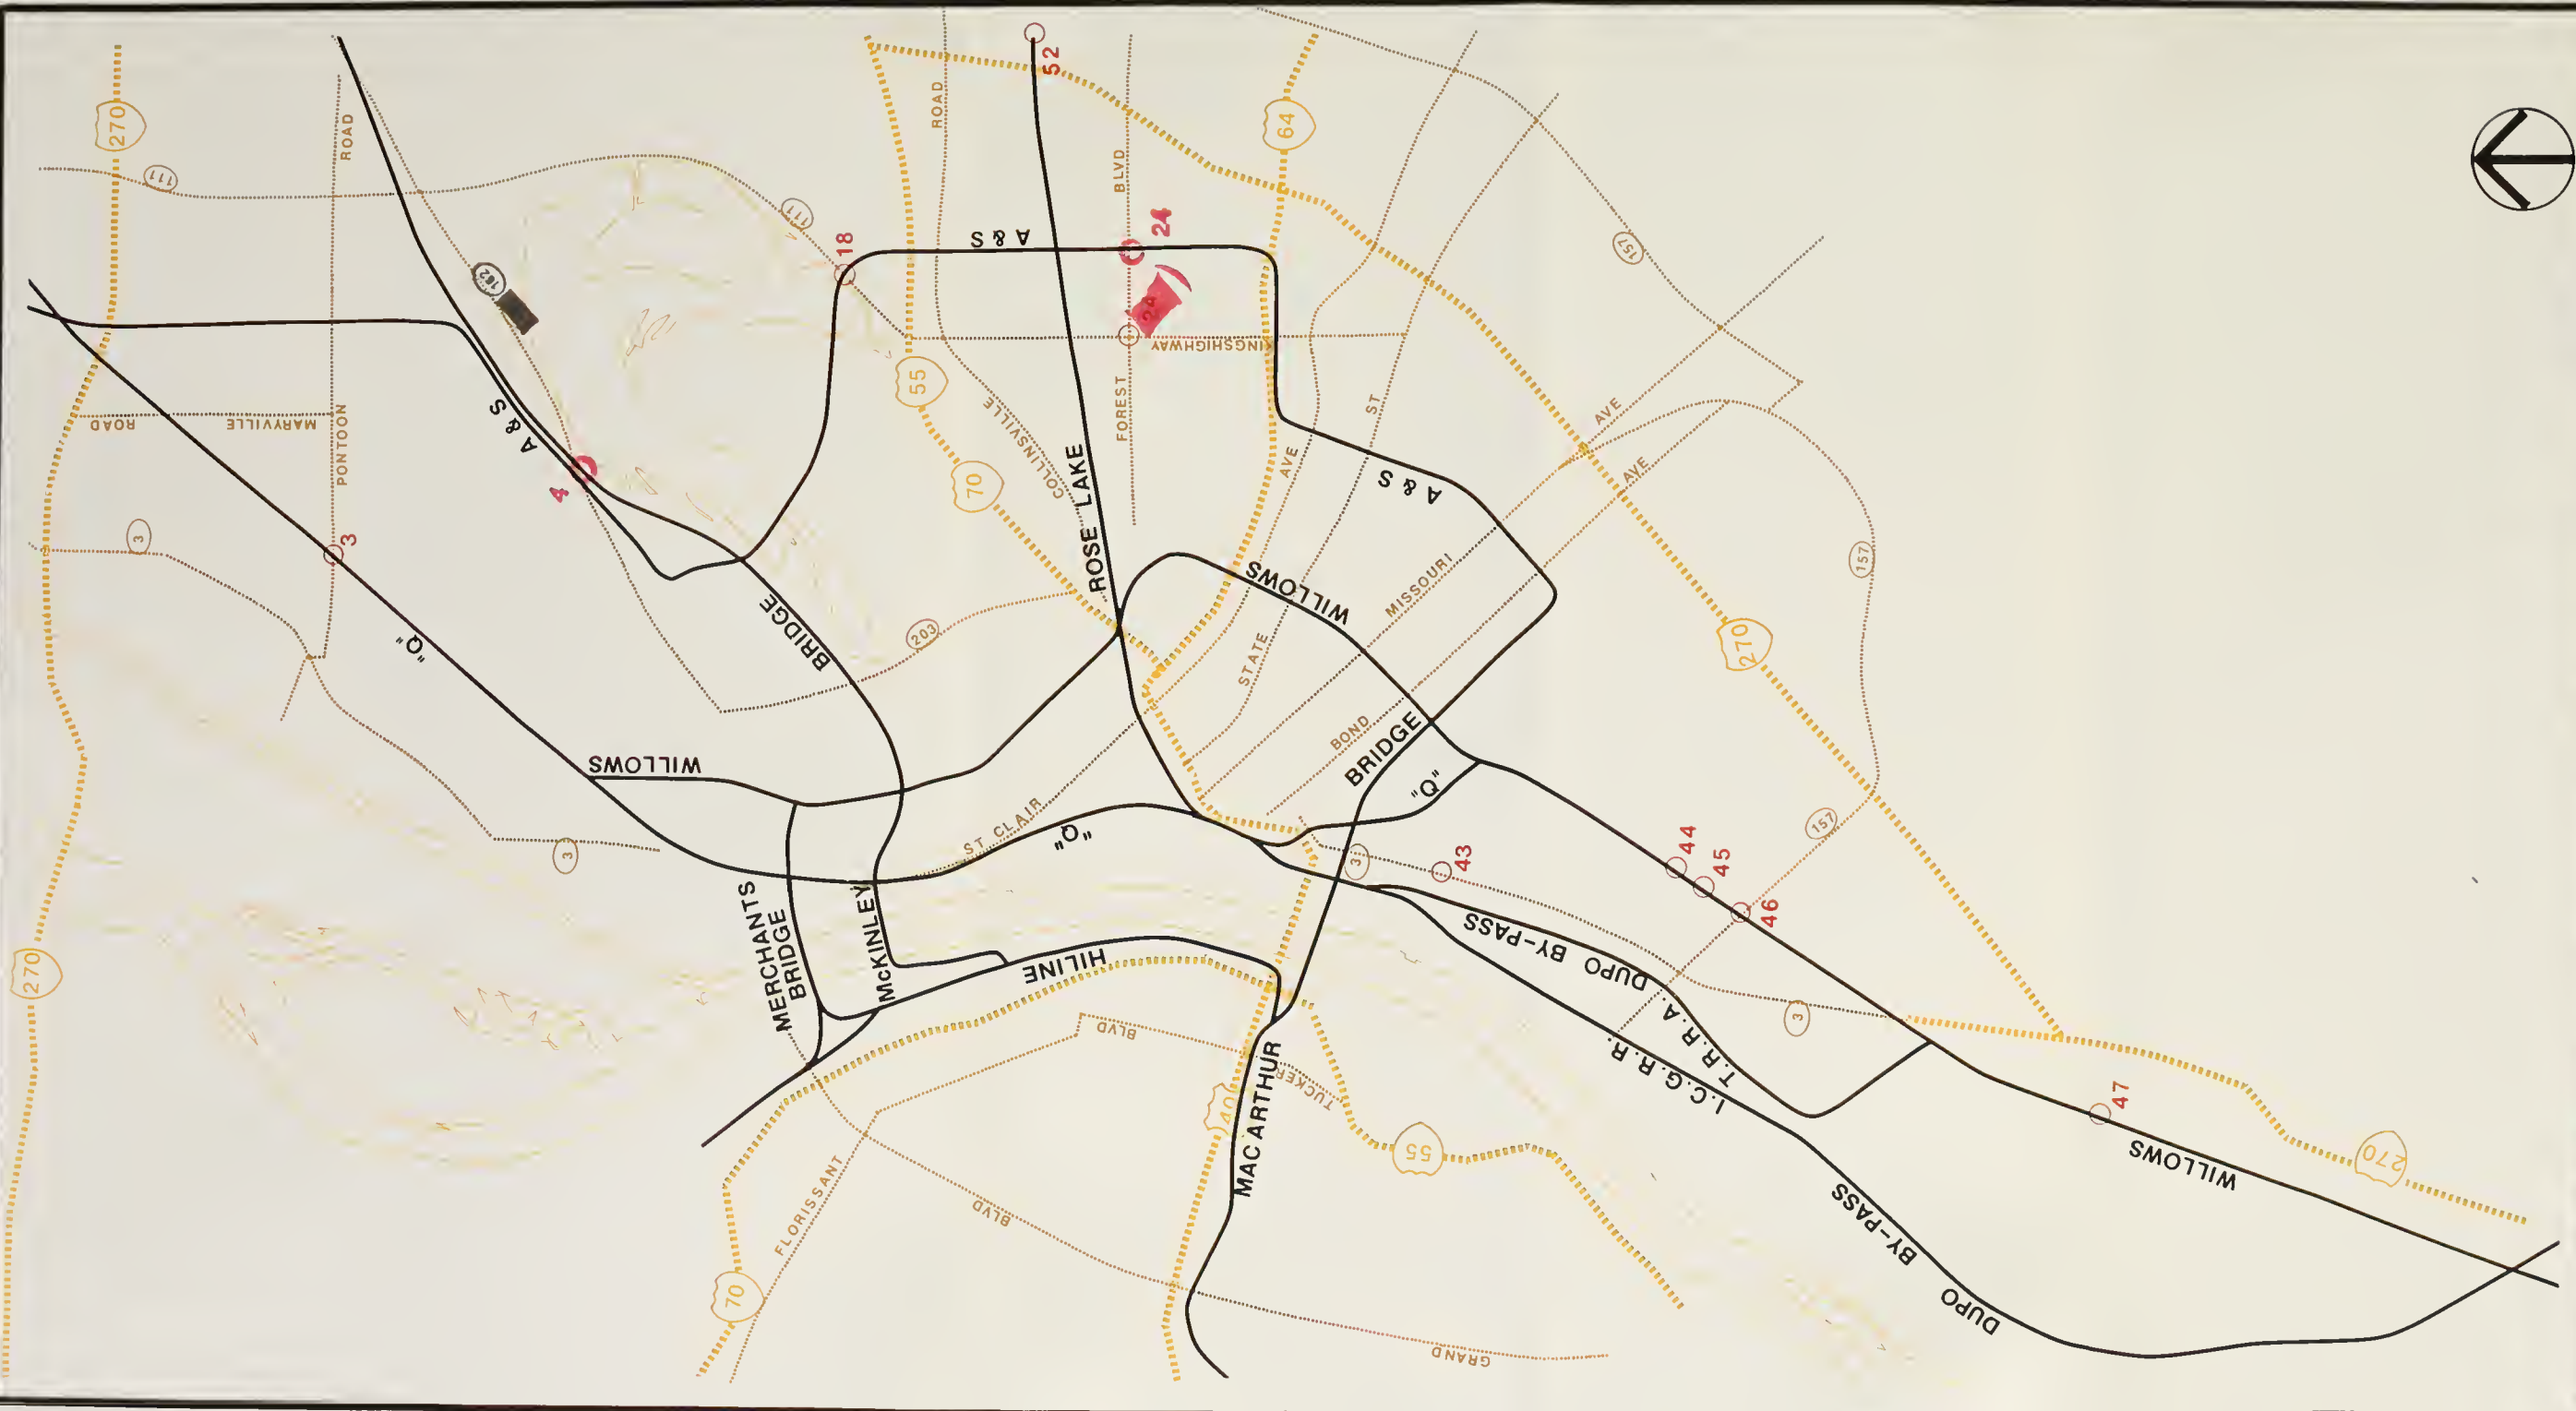 270
ROAD
52
ROAD
64
BLVD
111
111
162
18
A & S
24
24
157
KINGSHIGHWAY
55
ROAD
MARYVILLE
PONTOON
A & S
4
COLLINSVILLE
FOREST
ST
AVE
ROSE LAKE
70
AVE
AVE
A & S
3
3
157
"Q"
BRIDGE
203
WILLOWS
MISSOURI
STATE
270
BOND
WILLOWS
BRIDGE
"Q"
ST CLAIR
"Q"
3
3
43
44
45
46
157
MERCHANTS
BRIDGE
McKINLEY
HILINE
DUPO BY-PASS
270
T.R.R.A.
I.C.G.R.R.
3
BLVD
TUCKER
40
MAC ARTHUR
47
55
WILLOWS
270
FLORISSANT
BLVD
70
DUPO BY-PASS
GRAND